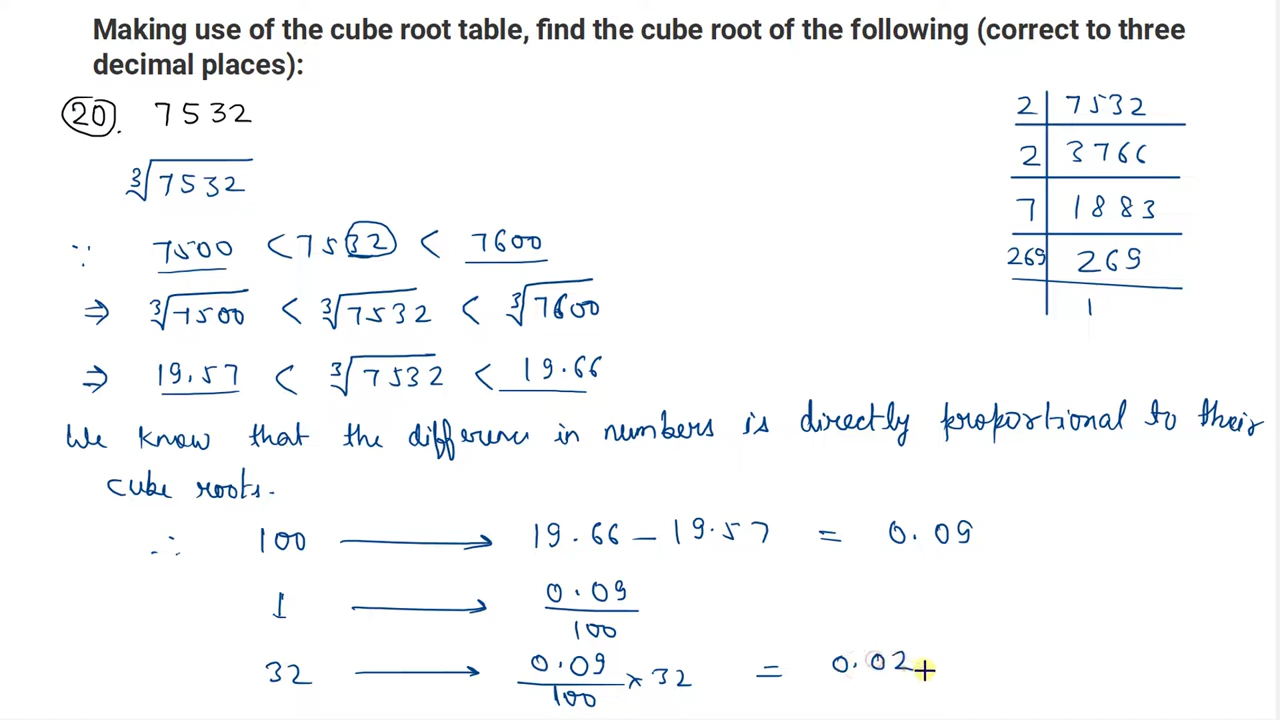 Making use of the cube root table, find the cube root of the following (correct to three
decimal places):
20. 7532
∛7532
∵ 7500 < 7532 < 7600
⇒ ∛7500 < ∛7532 < ∛7600
⇒ 19.57 < ∛7532 < 19.66
We know that the difference in numbers is directly proportional to their
cube roots.
∴ 100 ⟶ 19.66 – 19.57 = 0.09
1 ⟶ 0.09/100
32 ⟶ 0.09/100 × 32 = 0.02
2 | 7532
2 | 3766
7 | 1883
269 | 269
| 1